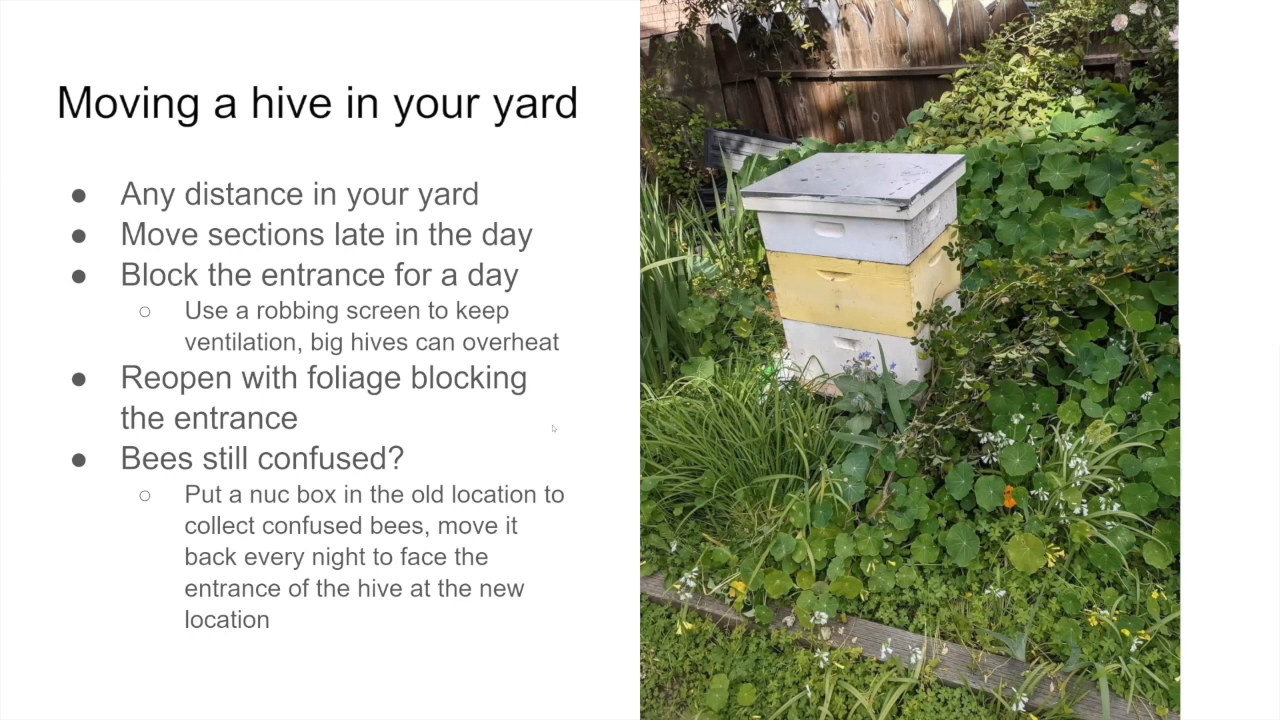 Moving a hive in your yard
● Any distance in your yard
● Move sections late in the day
● Block the entrance for a day
○ Use a robbing screen to keep
ventilation, big hives can overheat
● Reopen with foliage blocking
the entrance
● Bees still confused?
○ Put a nuc box in the old location to
collect confused bees, move it
back every night to face the
entrance of the hive at the new
location